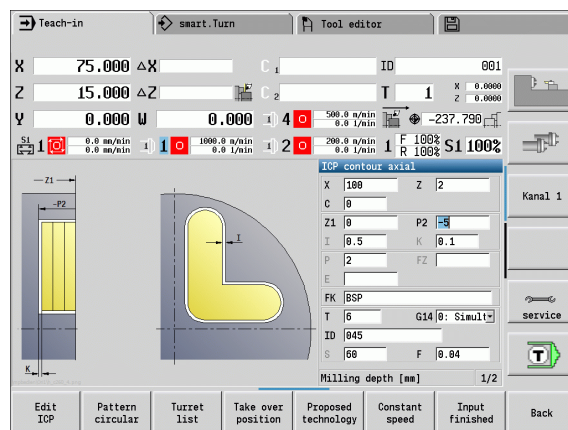 Teach-in smart.Turn Tool editor
X 75.000 △X C 1 ID 001
Z 15.000 △Z C 2 T 1 X 0.0000 Z 0.0000
Y 0.000 W 0.000 4 500.0 m/min 0.0 1/min -237.790
S1 1 0.0 mm/min 0.0 m/min 1 1000.0 m/min 0.0 1/min 2 200.0 m/min 0.0 1/min 1 F 100% R 100% S1 100%
ICP contour axial
X 100 Z 2
C 0
Z1 0 P2 -5
I 0.5 K 0.1
P 2 FZ
E
FK BSP
T 6 G14 0: Simult
ID 045
S 60 F 0.04
Milling depth [mm] 1/2
Z1
-P2
I
K
Kanal 1
service
T
Edit ICP
Pattern circular
Turret list
Take over position
Proposed technology
Constant speed
Input finished
Back